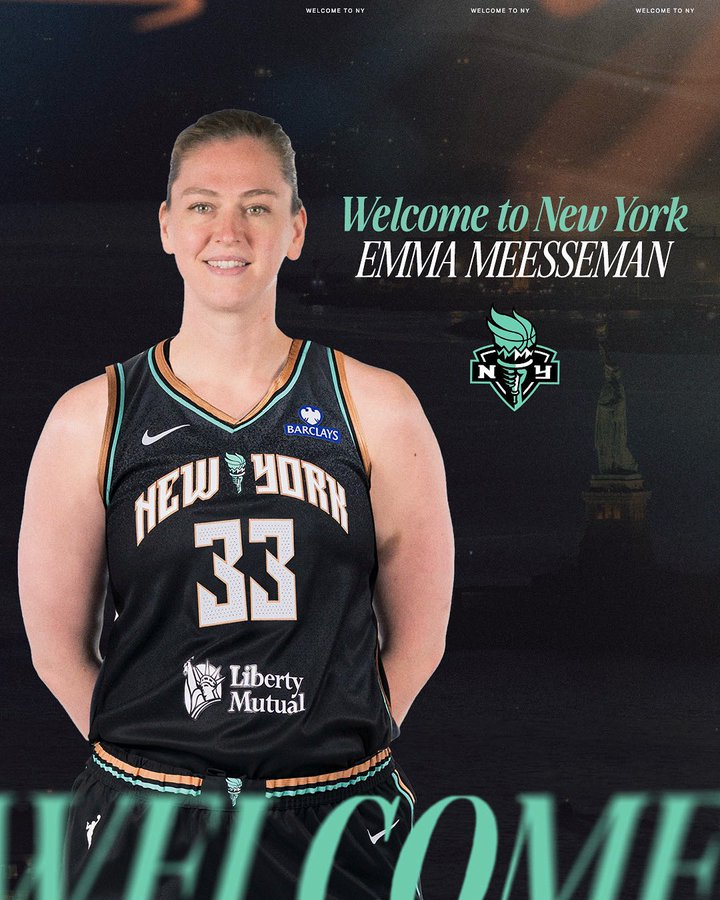 WELCOME TO NY
WELCOME TO NY
WELCOME TO NY
Welcome to New York
EMMA MEESSEMAN
N Y
BARCLAYS
NEW YORK
33
Liberty
Mutual
WELCOME